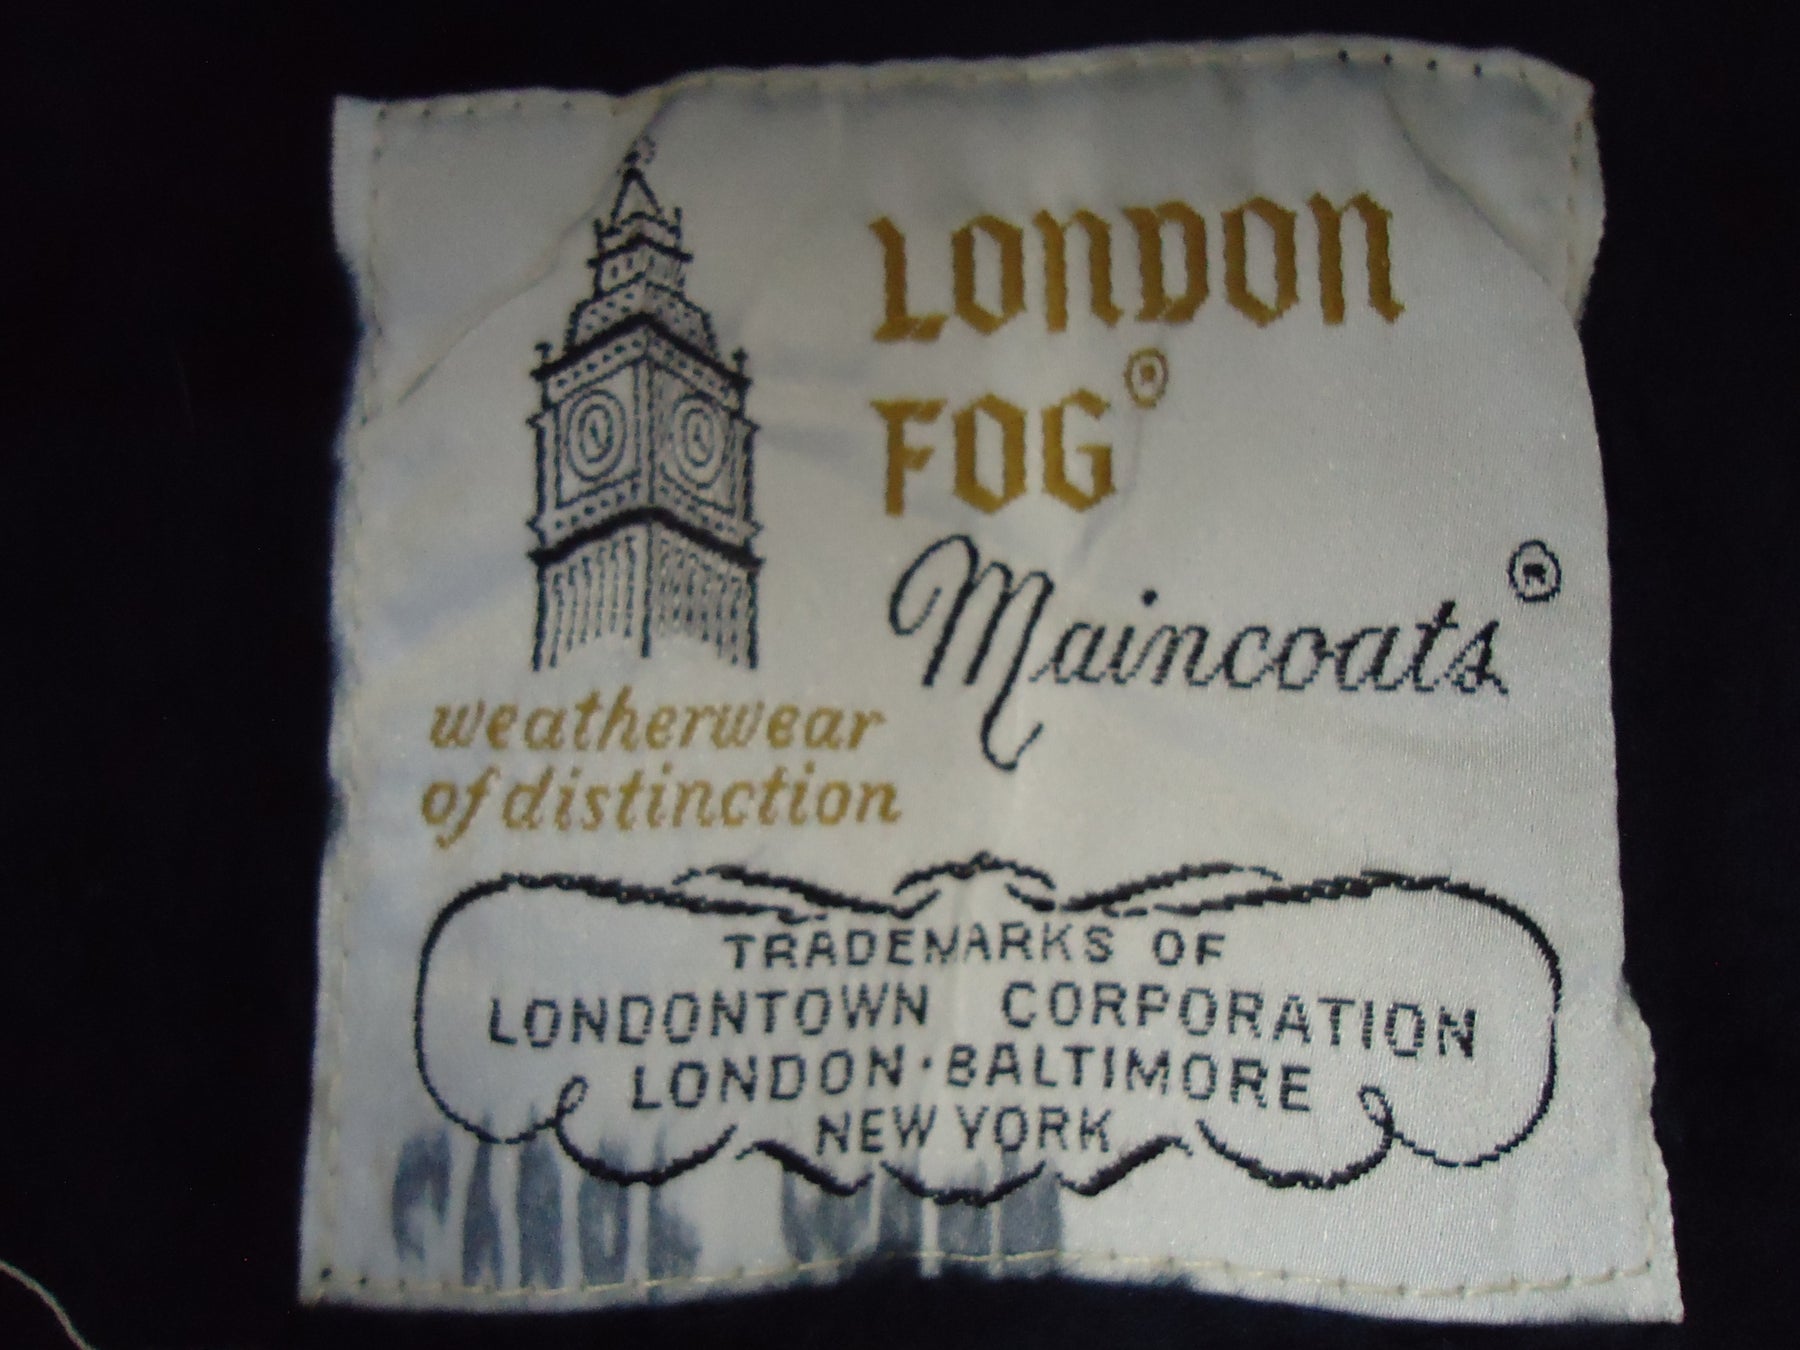 LONDON
FOG®
Maincoats®
weatherwear
of distinction
TRADEMARKS OF
LONDONTOWN CORPORATION
LONDON · BALTIMORE
NEW YORK